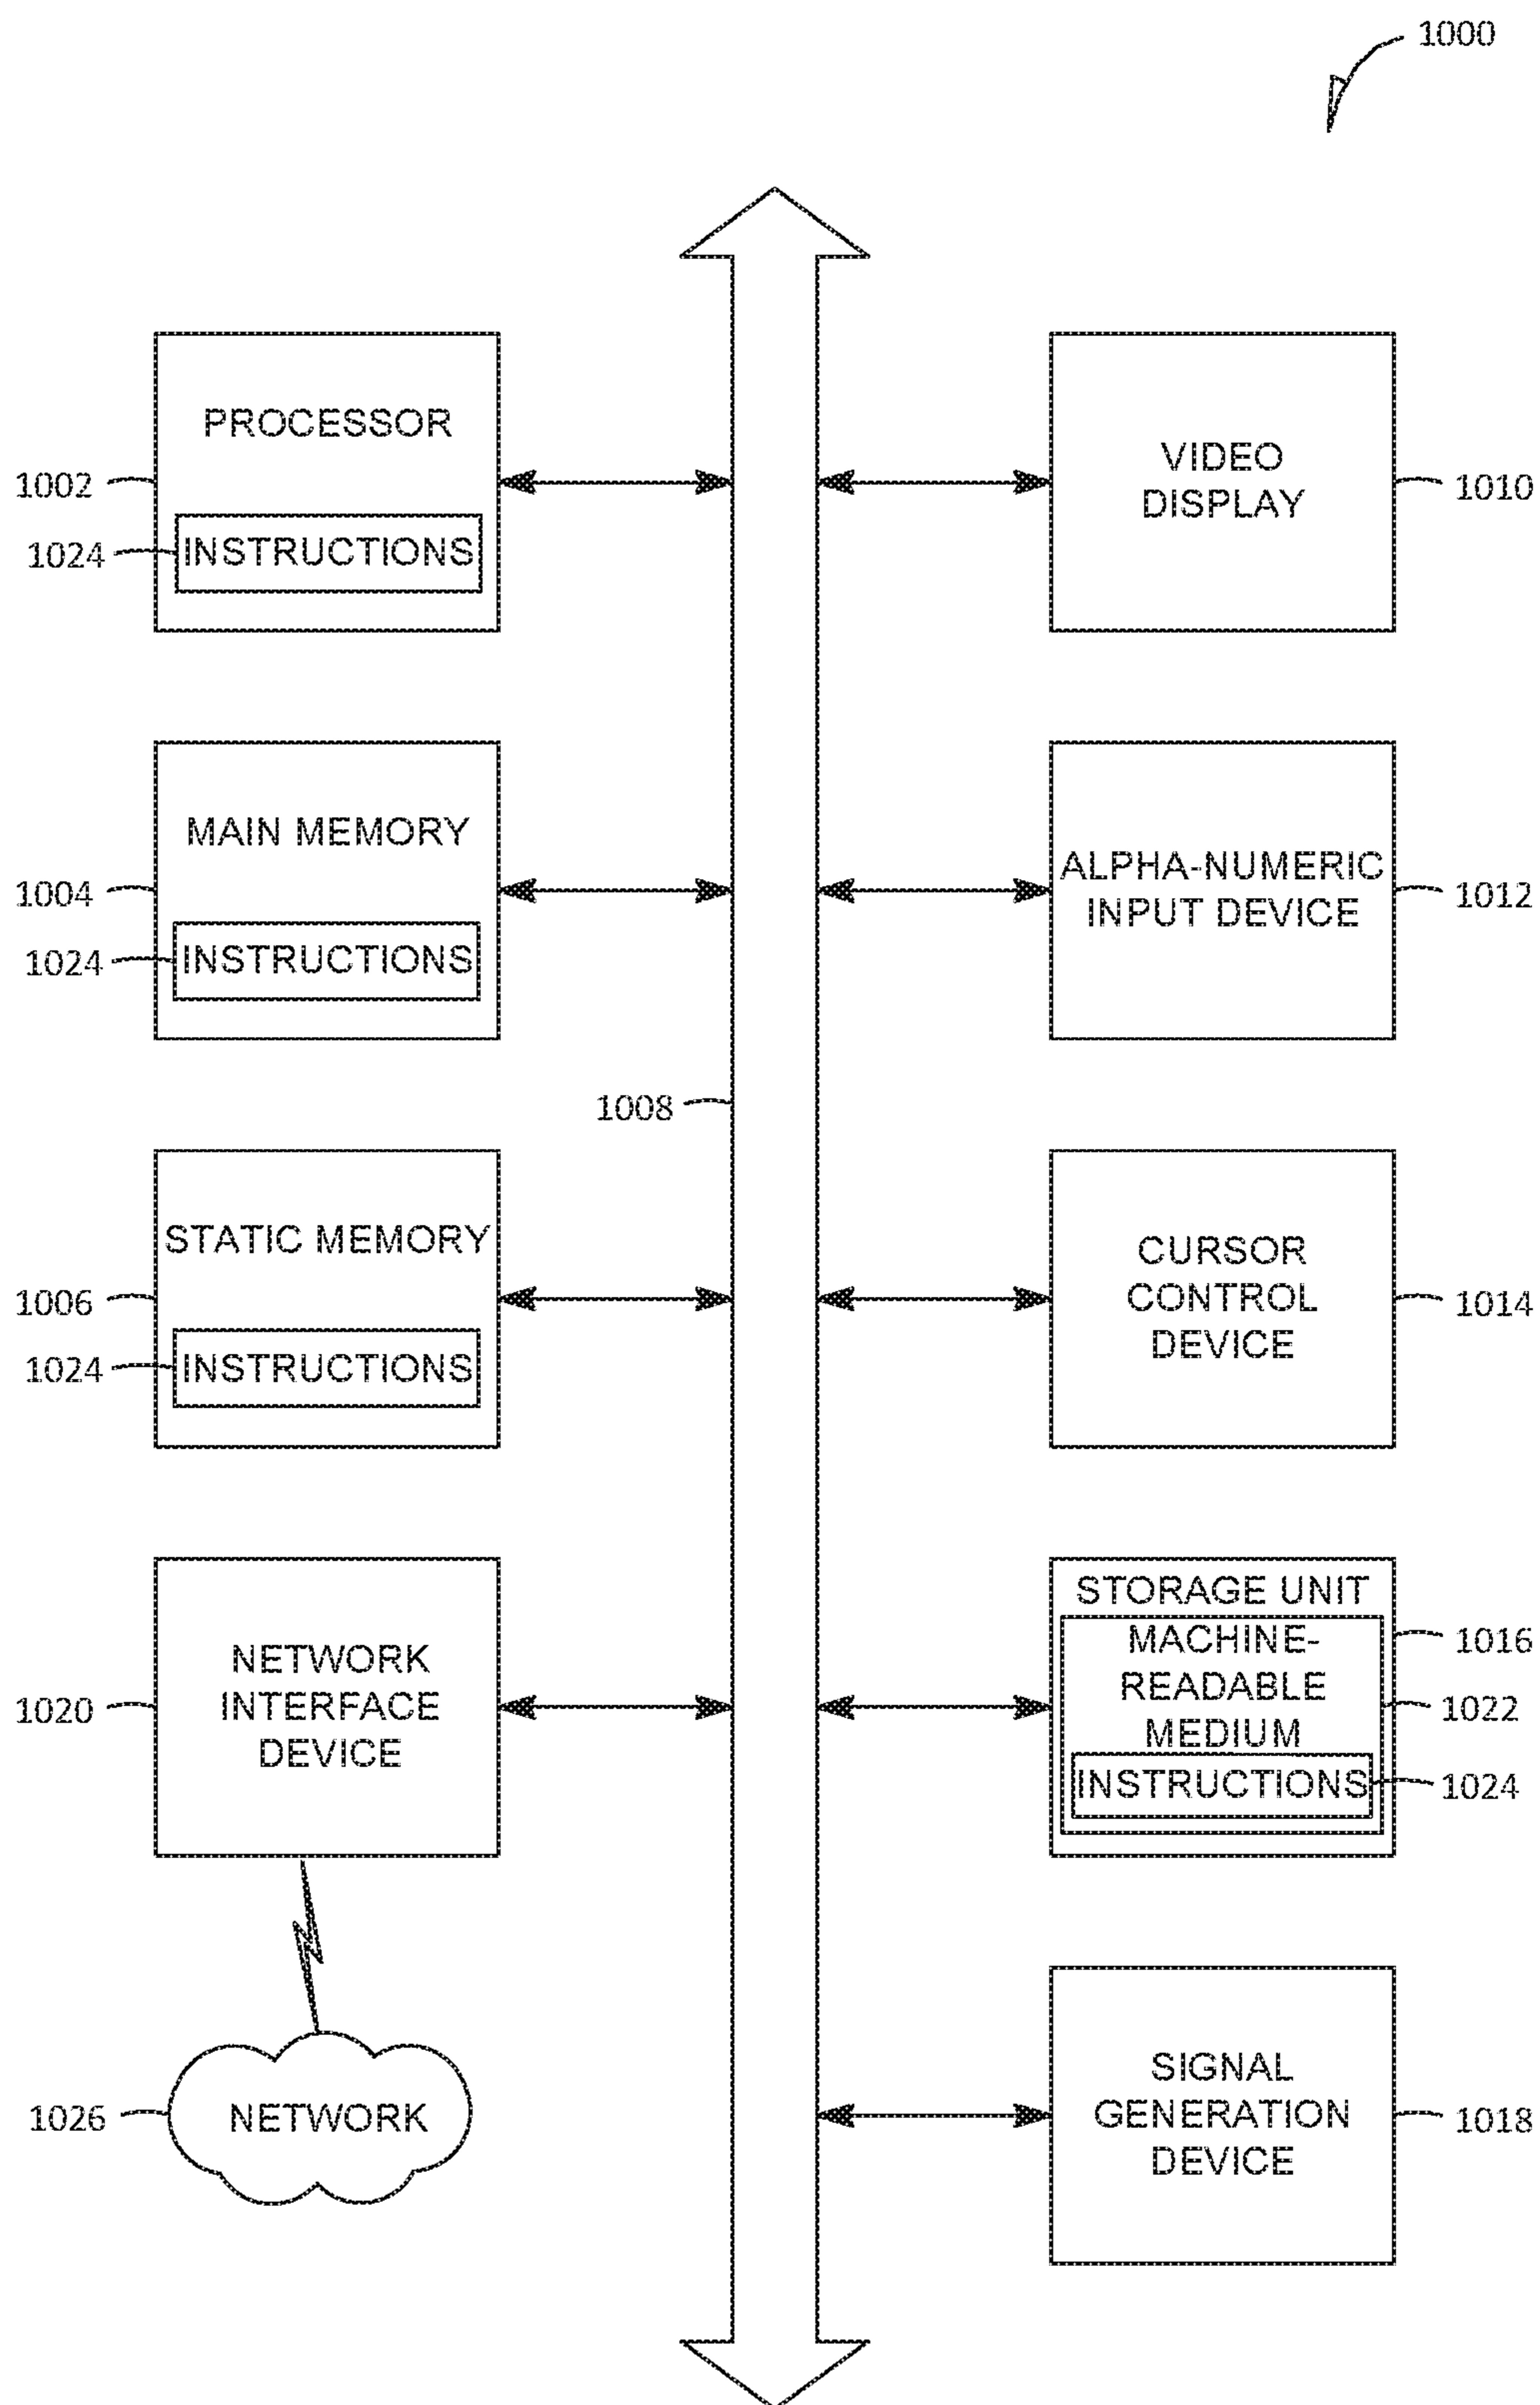 1000
PROCESSOR
1002
1024
INSTRUCTIONS
VIDEO
DISPLAY
1010
MAIN MEMORY
1004
1024
INSTRUCTIONS
ALPHA-NUMERIC
INPUT DEVICE
1012
1008
STATIC MEMORY
1006
1024
INSTRUCTIONS
CURSOR
CONTROL
DEVICE
1014
NETWORK
INTERFACE
DEVICE
1020
STORAGE UNIT
MACHINE-
READABLE
MEDIUM
INSTRUCTIONS
1016
1022
1024
NETWORK
1026
SIGNAL
GENERATION
DEVICE
1018